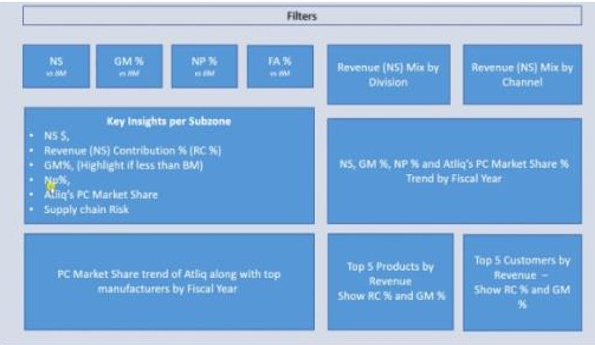 Filters
NS
vs BM
GM %
vs BM
NP %
vs BM
FA %
vs BM
Revenue (NS) Mix by
Division
Revenue (NS) Mix by
Channel
Key Insights per Subzone
• NS $,
• Revenue (NS) Contribution % (RC %)
• GM%, (Highlight if less than BM)
• Np%,
• Atliq's PC Market Share
• Supply chain Risk
NS, GM %, NP % and Atliq's PC Market Share %
Trend by Fiscal Year
PC Market Share trend of Atliq along with top
manufacturers by Fiscal Year
Top 5 Products by
Revenue
Show RC % and GM %
Top 5 Customers by
Revenue –
Show RC % and GM
%